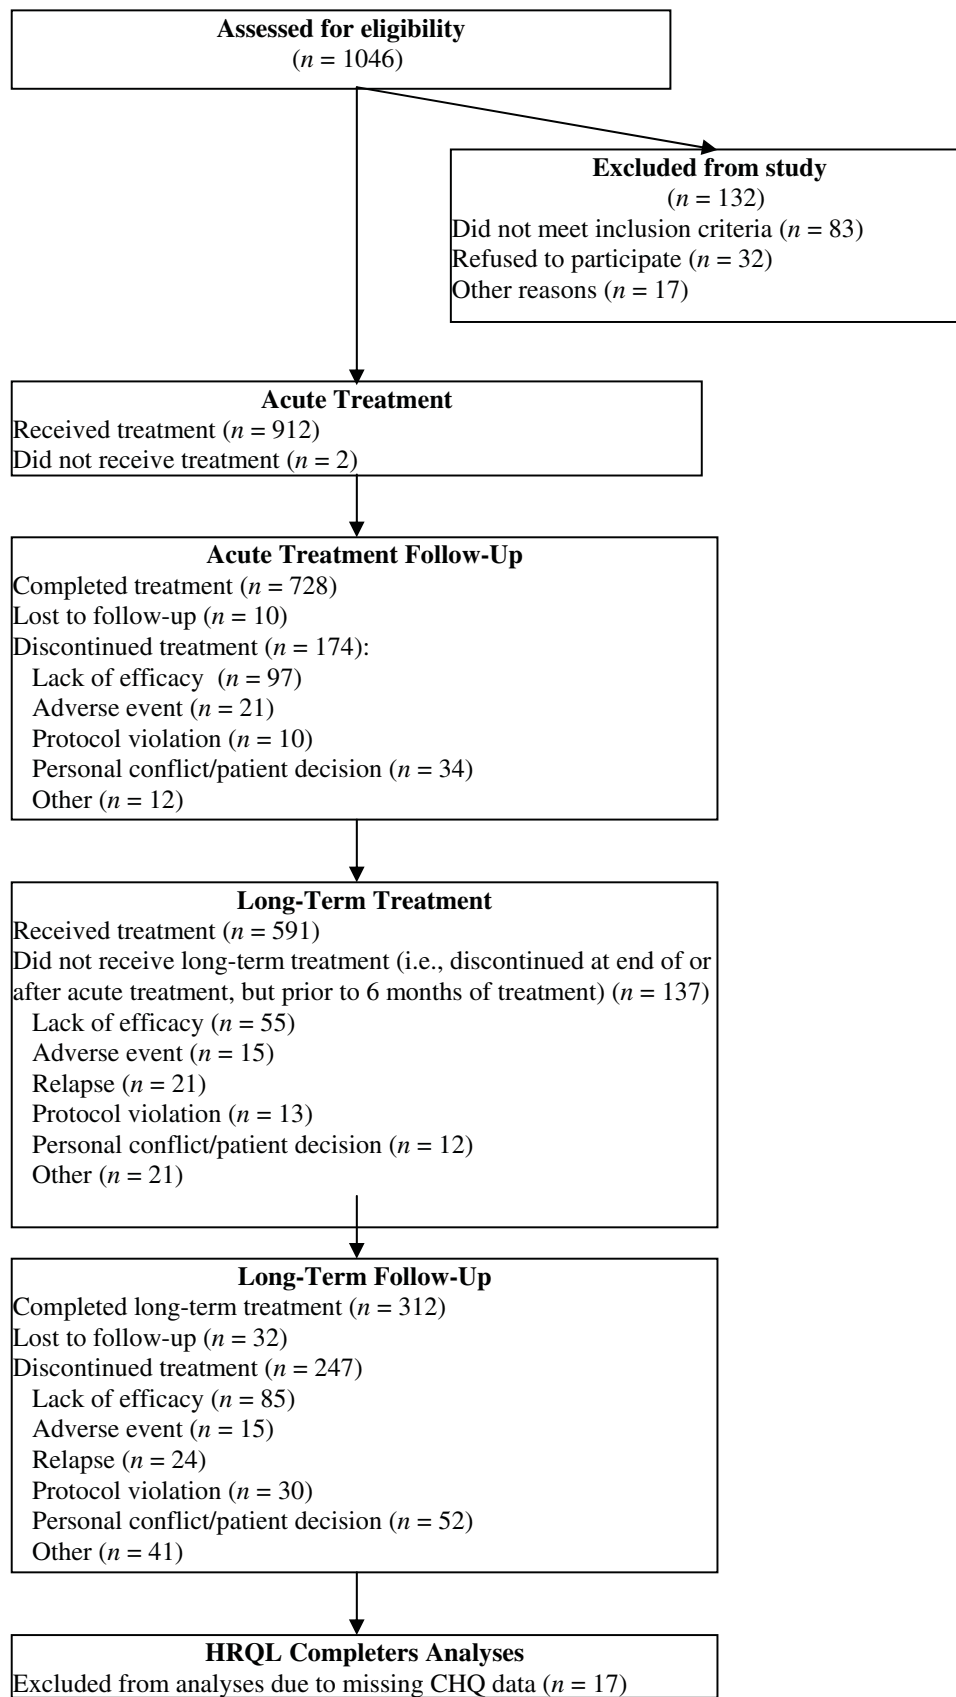 Assessed for eligibility
(n = 1046)
Excluded from study
(n = 132)
Did not meet inclusion criteria (n = 83)
Refused to participate (n = 32)
Other reasons (n = 17)
Acute Treatment
Received treatment (n = 912)
Did not receive treatment (n = 2)
Acute Treatment Follow-Up
Completed treatment (n = 728)
Lost to follow-up (n = 10)
Discontinued treatment (n = 174):
Lack of efficacy (n = 97)
Adverse event (n = 21)
Protocol violation (n = 10)
Personal conflict/patient decision (n = 34)
Other (n = 12)
Long-Term Treatment
Received treatment (n = 591)
Did not receive long-term treatment (i.e., discontinued at end of or
after acute treatment, but prior to 6 months of treatment) (n = 137)
Lack of efficacy (n = 55)
Adverse event (n = 15)
Relapse (n = 21)
Protocol violation (n = 13)
Personal conflict/patient decision (n = 12)
Other (n = 21)
Long-Term Follow-Up
Completed long-term treatment (n = 312)
Lost to follow-up (n = 32)
Discontinued treatment (n = 247)
Lack of efficacy (n = 85)
Adverse event (n = 15)
Relapse (n = 24)
Protocol violation (n = 30)
Personal conflict/patient decision (n = 52)
Other (n = 41)
HRQL Completers Analyses
Excluded from analyses due to missing CHQ data (n = 17)